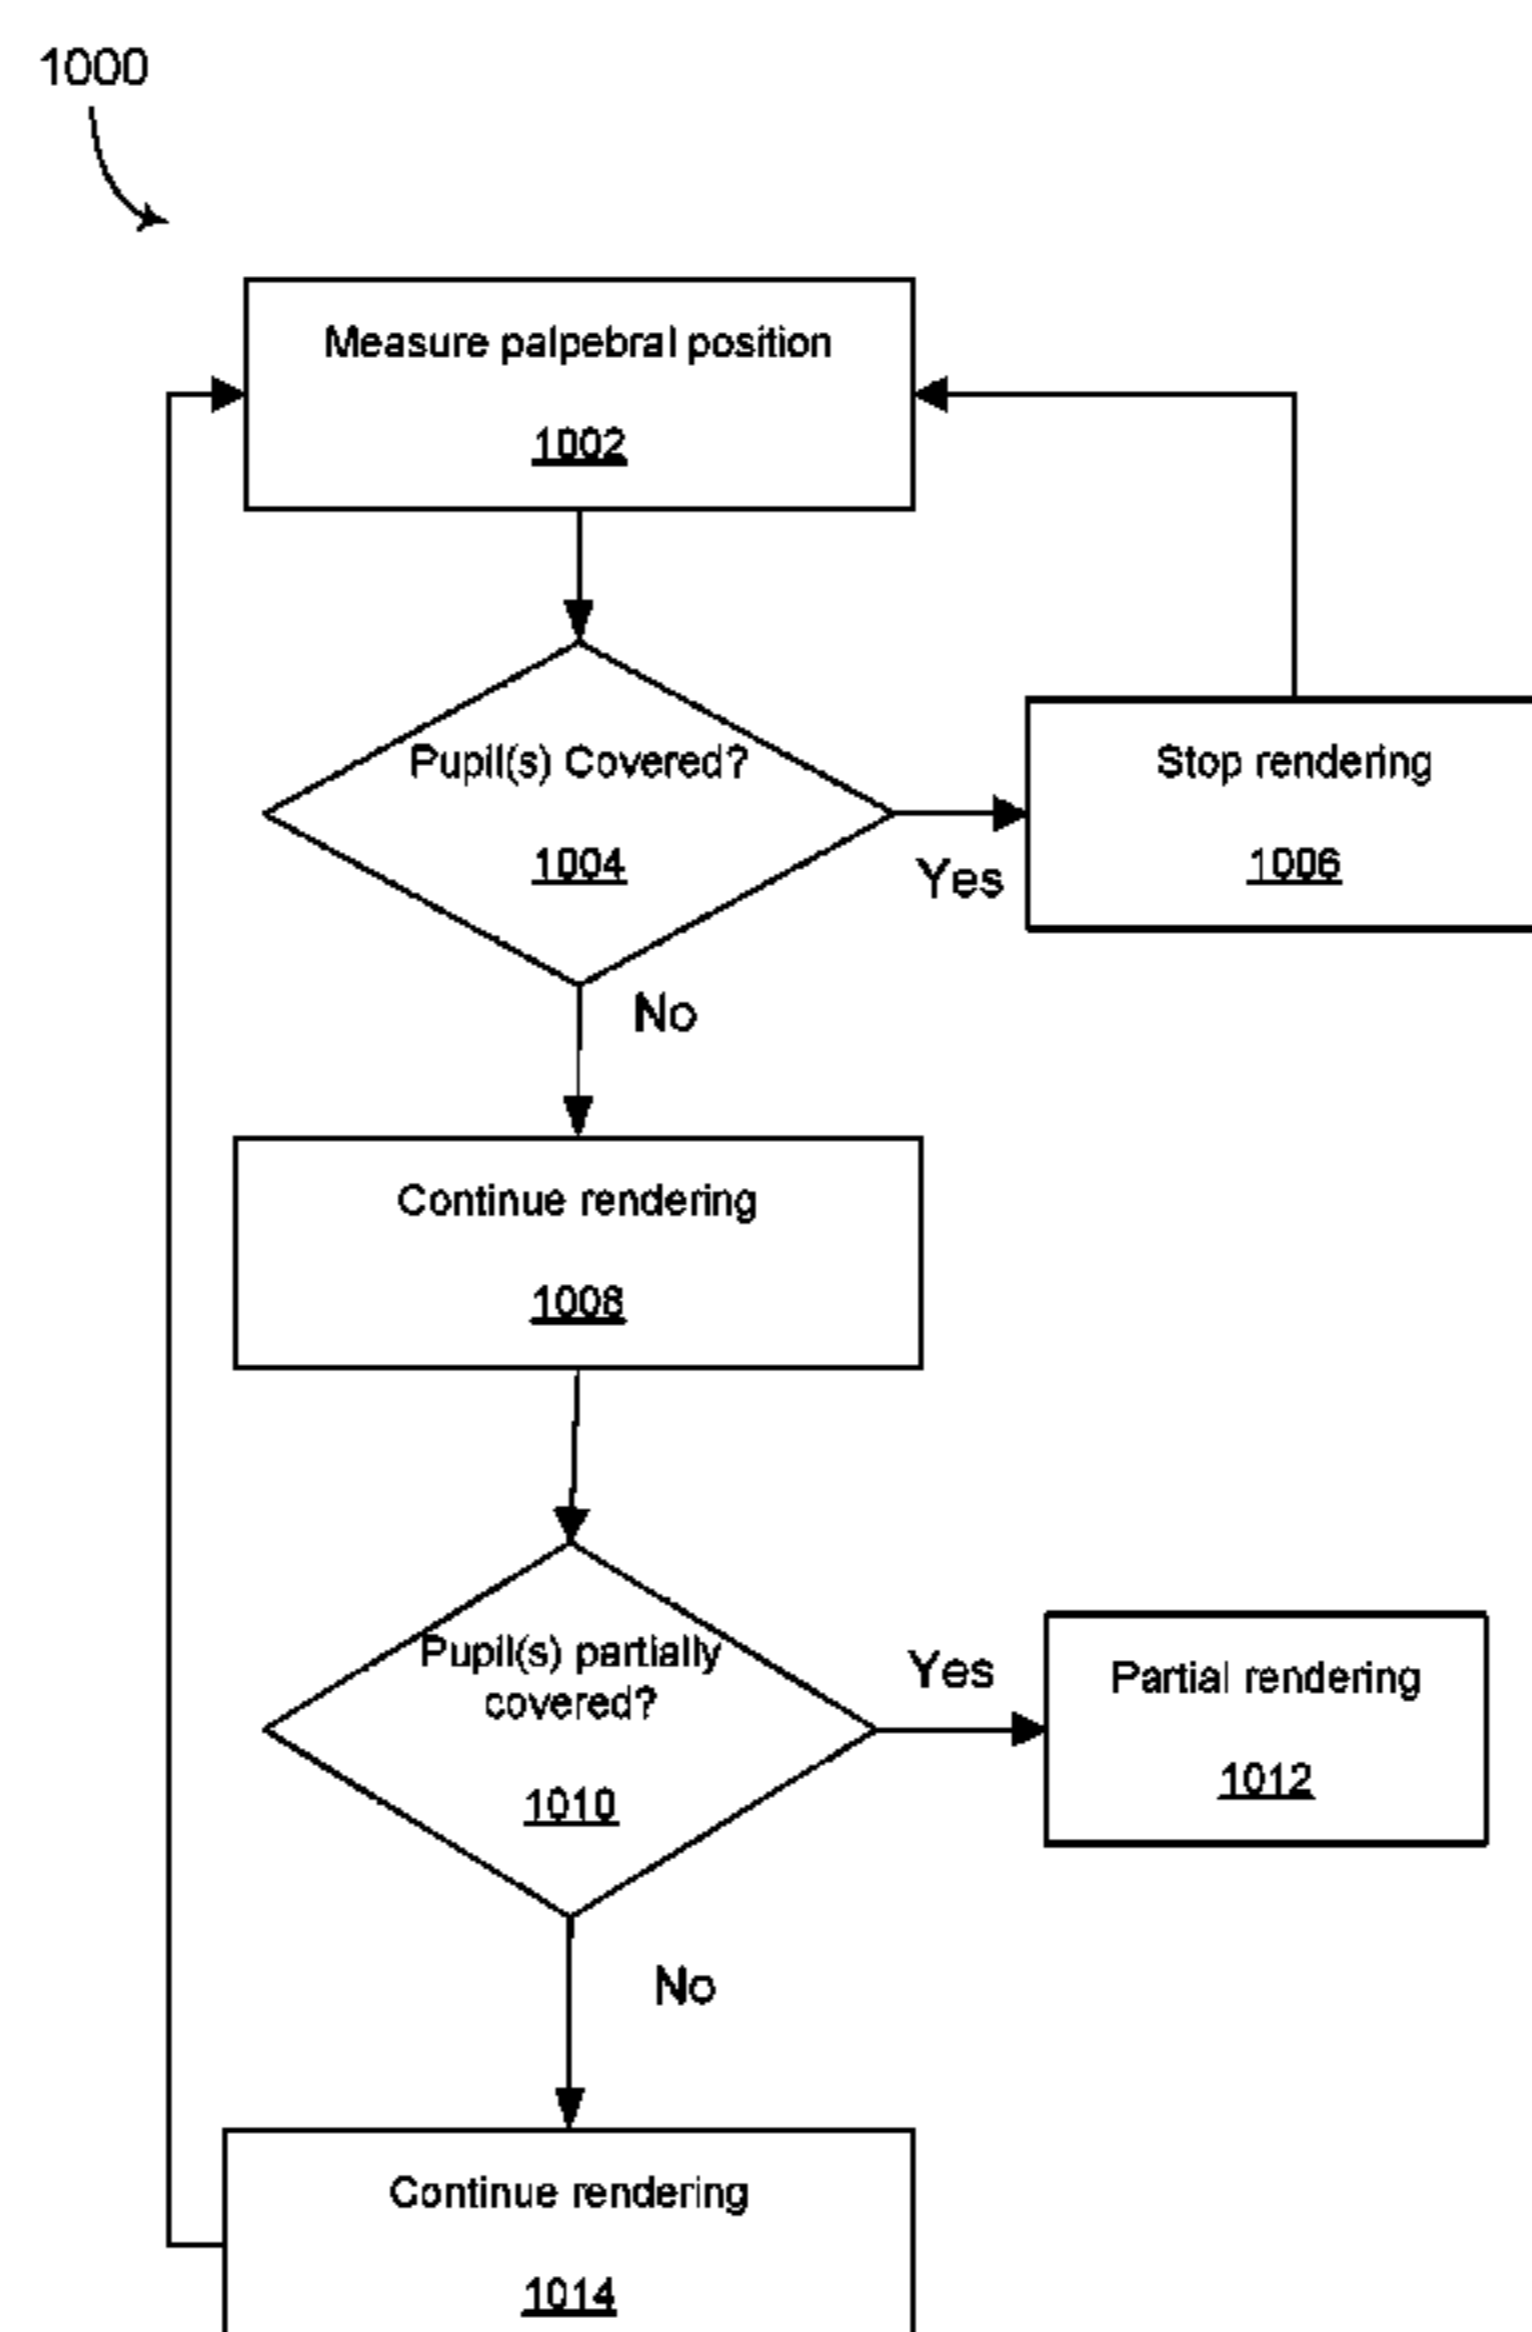 1000
Measure palpebral position
1002
Pupil(s) Covered?
1004
Yes
Stop rendering
1006
No
Continue rendering
1008
Pupil(s) partially
covered?
1010
Yes
Partial rendering
1012
No
Continue rendering
1014